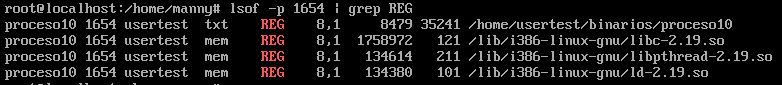 root@localhost:/home/manny# lsof -p 1654 | grep REG
proceso10 1654 usertest txt REG 8,1 8479 35241 /home/usertest/binarios/proceso10
proceso10 1654 usertest mem REG 8,1 1758972 121 /lib/i386-linux-gnu/libc-2.19.so
proceso10 1654 usertest mem REG 8,1 134614 211 /lib/i386-linux-gnu/libpthread-2.19.so
proceso10 1654 usertest mem REG 8,1 134380 101 /lib/i386-linux-gnu/ld-2.19.so